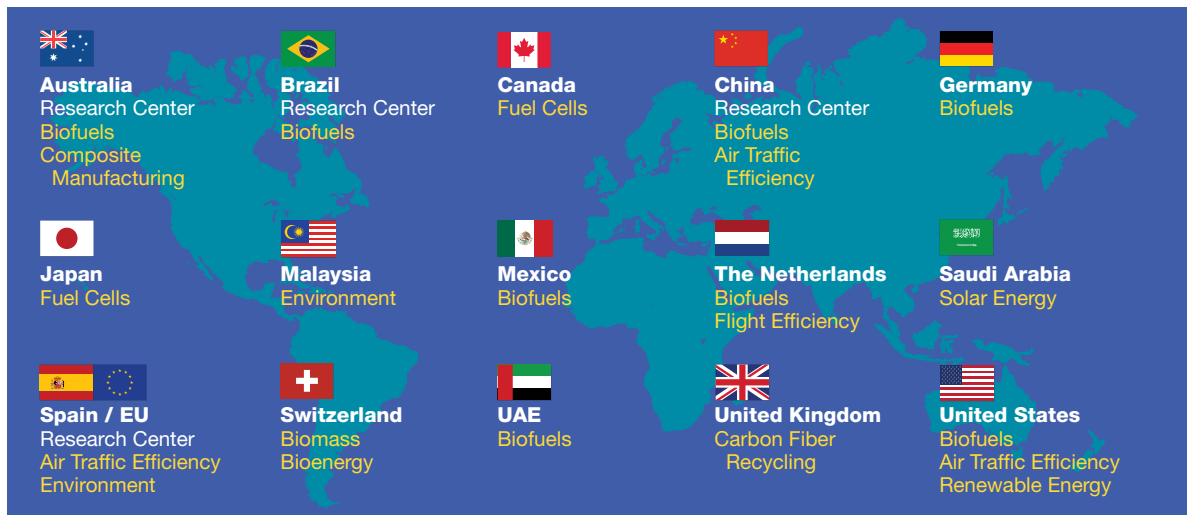 Australia
Research Center
Biofuels
Composite
Manufacturing
Brazil
Research Center
Biofuels
Canada
Fuel Cells
China
Research Center
Biofuels
Air Traffic
Efficiency
Germany
Biofuels
Japan
Fuel Cells
Malaysia
Environment
Mexico
Biofuels
The Netherlands
Biofuels
Flight Efficiency
Saudi Arabia
Solar Energy
Spain / EU
Research Center
Air Traffic Efficiency
Environment
Switzerland
Biomass
Bioenergy
UAE
Biofuels
United Kingdom
Carbon Fiber
Recycling
United States
Biofuels
Air Traffic Efficiency
Renewable Energy